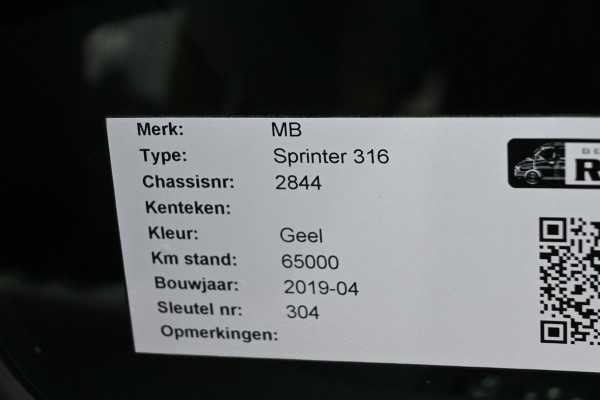 Merk: MB
Type: Sprinter 316
Chassisnr: 2844
Kenteken:
Kleur: Geel
Km stand: 65000
Bouwjaar: 2019-04
Sleutel nr: 304
Opmerkingen: